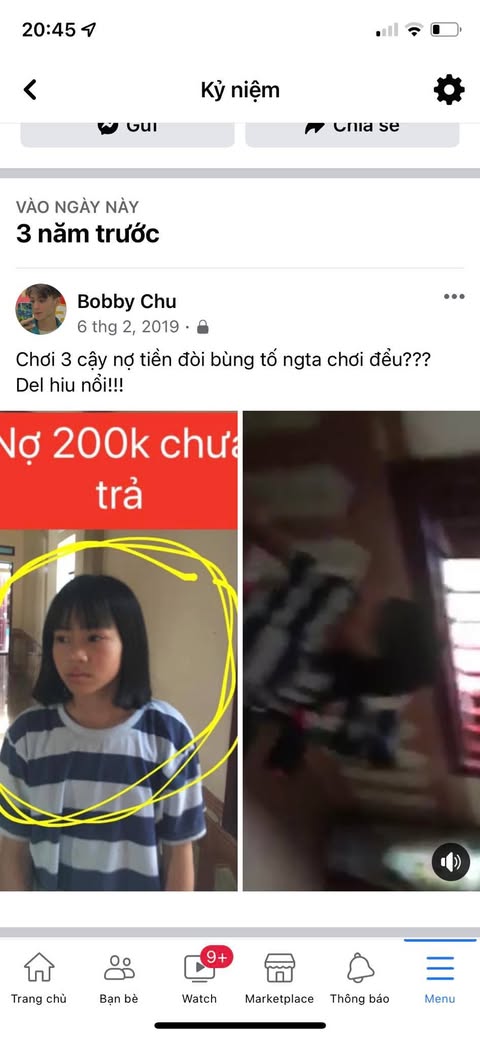 20:45
Kỷ niệm
Gửi
Chia sẻ
VÀO NGÀY NÀY
3 năm trước
Bobby Chu
6 thg 2, 2019 ·
Chơi 3 cậy nợ tiền đòi bùng tố ngta chơi đểu???
Del hiu nổi!!!
Nợ 200k chưa
trả
9+
Trang chủ
Bạn bè
Watch
Marketplace
Thông báo
Menu